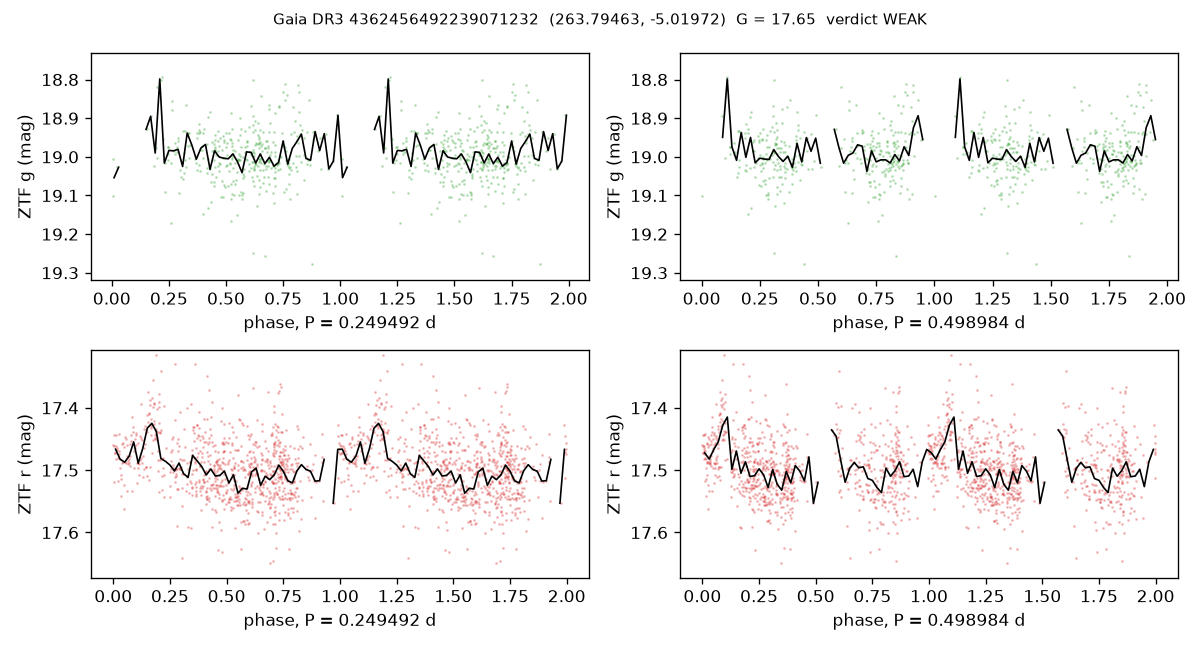 Gaia DR3 4362456492239071232 (263.79463, -5.01972) G = 17.65 verdict WEAK
ZTF g (mag)
18.8
18.9
19.0
19.1
19.2
19.3
0.00 0.25 0.50 0.75 1.00 1.25 1.50 1.75 2.00
phase, P = 0.249492 d
ZTF g (mag)
18.8
18.9
19.0
19.1
19.2
19.3
0.00 0.25 0.50 0.75 1.00 1.25 1.50 1.75 2.00
phase, P = 0.498984 d
ZTF r (mag)
17.4
17.5
17.6
0.00 0.25 0.50 0.75 1.00 1.25 1.50 1.75 2.00
phase, P = 0.249492 d
ZTF r (mag)
17.4
17.5
17.6
0.00 0.25 0.50 0.75 1.00 1.25 1.50 1.75 2.00
phase, P = 0.498984 d